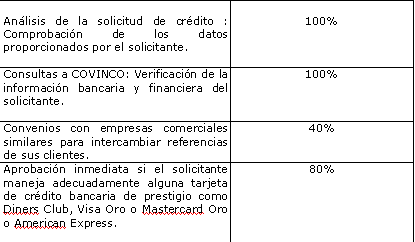 Análisis de la solicitud de crédito : 100%
Comprobación de los datos
proporcionados por el solicitante.
Consultas a COVINCO: Verificación de la 100%
información bancaria y financiera del
solicitante.
Convenios con empresas comerciales 40%
similares para intercambiar referencias
de sus clientes.
Aprobación inmediata si el solicitante 80%
maneja adecuadamente alguna tarjeta
de crédito bancaria de prestigio como
Diners Club, Visa Oro o Mastercard Oro
o American Express.